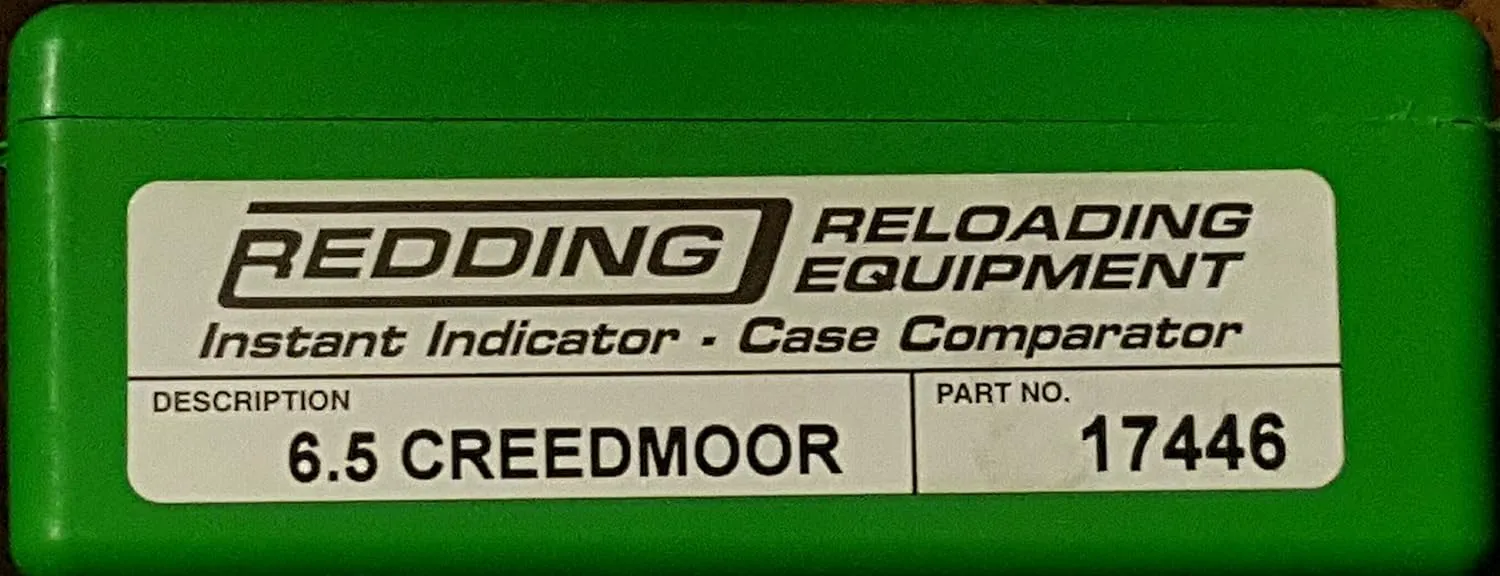 REDDING RELOADING EQUIPMENT
Instant Indicator - Case Comparator
DESCRIPTION
6.5 CREEDMOOR
PART NO.
17446